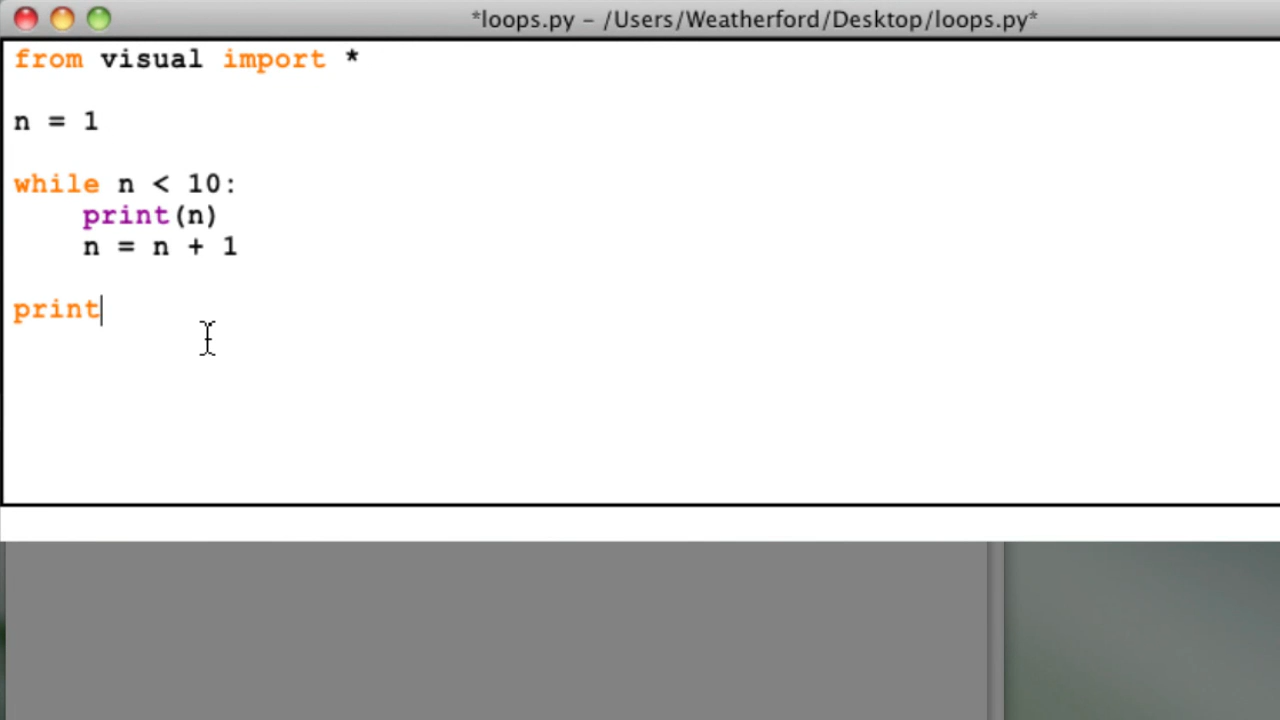 *loops.py – /Users/Weatherford/Desktop/loops.py*
from visual import *
n = 1
while n < 10:
    print(n)
    n = n + 1
print